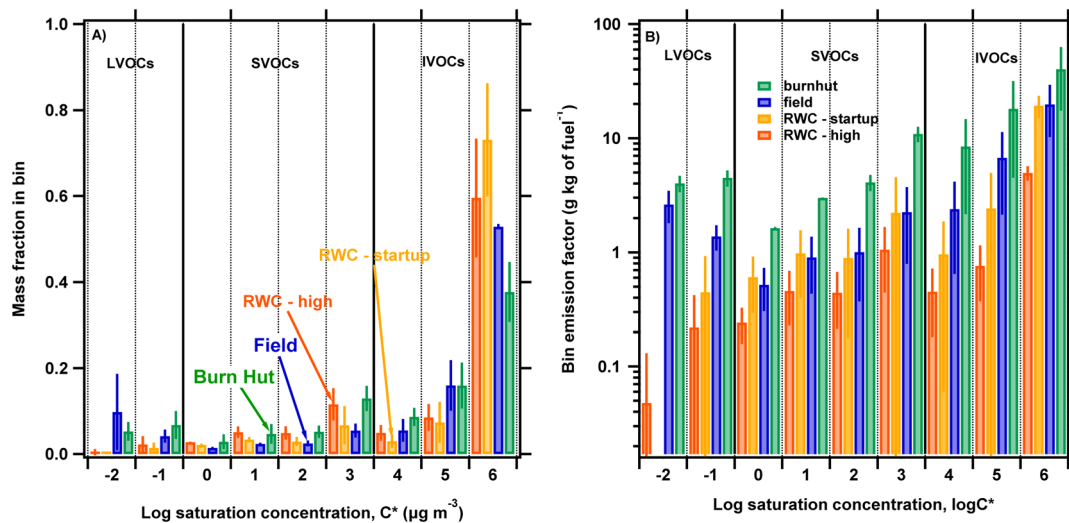 A)
LVOCs
SVOCs
IVOCs
1.0
0.8
0.6
0.4
0.2
0.0
Mass fraction in bin
RWC - startup
RWC - high
Field
Burn Hut
-2
-1
0
1
2
3
4
5
6
Log saturation concentration, C* (µg m⁻³)
B)
LVOCs
SVOCs
IVOCs
burnhut
field
RWC - startup
RWC - high
100
10
1
0.1
Bin emission factor (g kg of fuel⁻¹)
-2
-1
0
1
2
3
4
5
6
Log saturation concentration, logC*